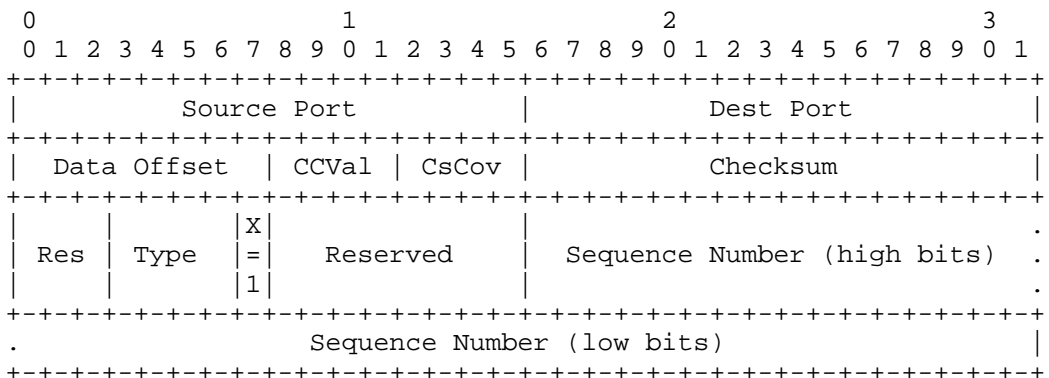 0                   1                   2                   3
 0 1 2 3 4 5 6 7 8 9 0 1 2 3 4 5 6 7 8 9 0 1 2 3 4 5 6 7 8 9 0 1
+-+-+-+-+-+-+-+-+-+-+-+-+-+-+-+-+-+-+-+-+-+-+-+-+-+-+-+-+-+-+-+-+
|          Source Port          |           Dest Port           |
+-+-+-+-+-+-+-+-+-+-+-+-+-+-+-+-+-+-+-+-+-+-+-+-+-+-+-+-+-+-+-+-+
|  Data Offset  | CCVal | CsCov |           Checksum            |
+-+-+-+-+-+-+-+-+-+-+-+-+-+-+-+-+-+-+-+-+-+-+-+-+-+-+-+-+-+-+-+-+
|     |       |X|               |                               .
| Res | Type  |=|   Reserved    |  Sequence Number (high bits)  .
|     |       |1|               |                               .
+-+-+-+-+-+-+-+-+-+-+-+-+-+-+-+-+-+-+-+-+-+-+-+-+-+-+-+-+-+-+-+-+
.                  Sequence Number (low bits)                   |
+-+-+-+-+-+-+-+-+-+-+-+-+-+-+-+-+-+-+-+-+-+-+-+-+-+-+-+-+-+-+-+-+